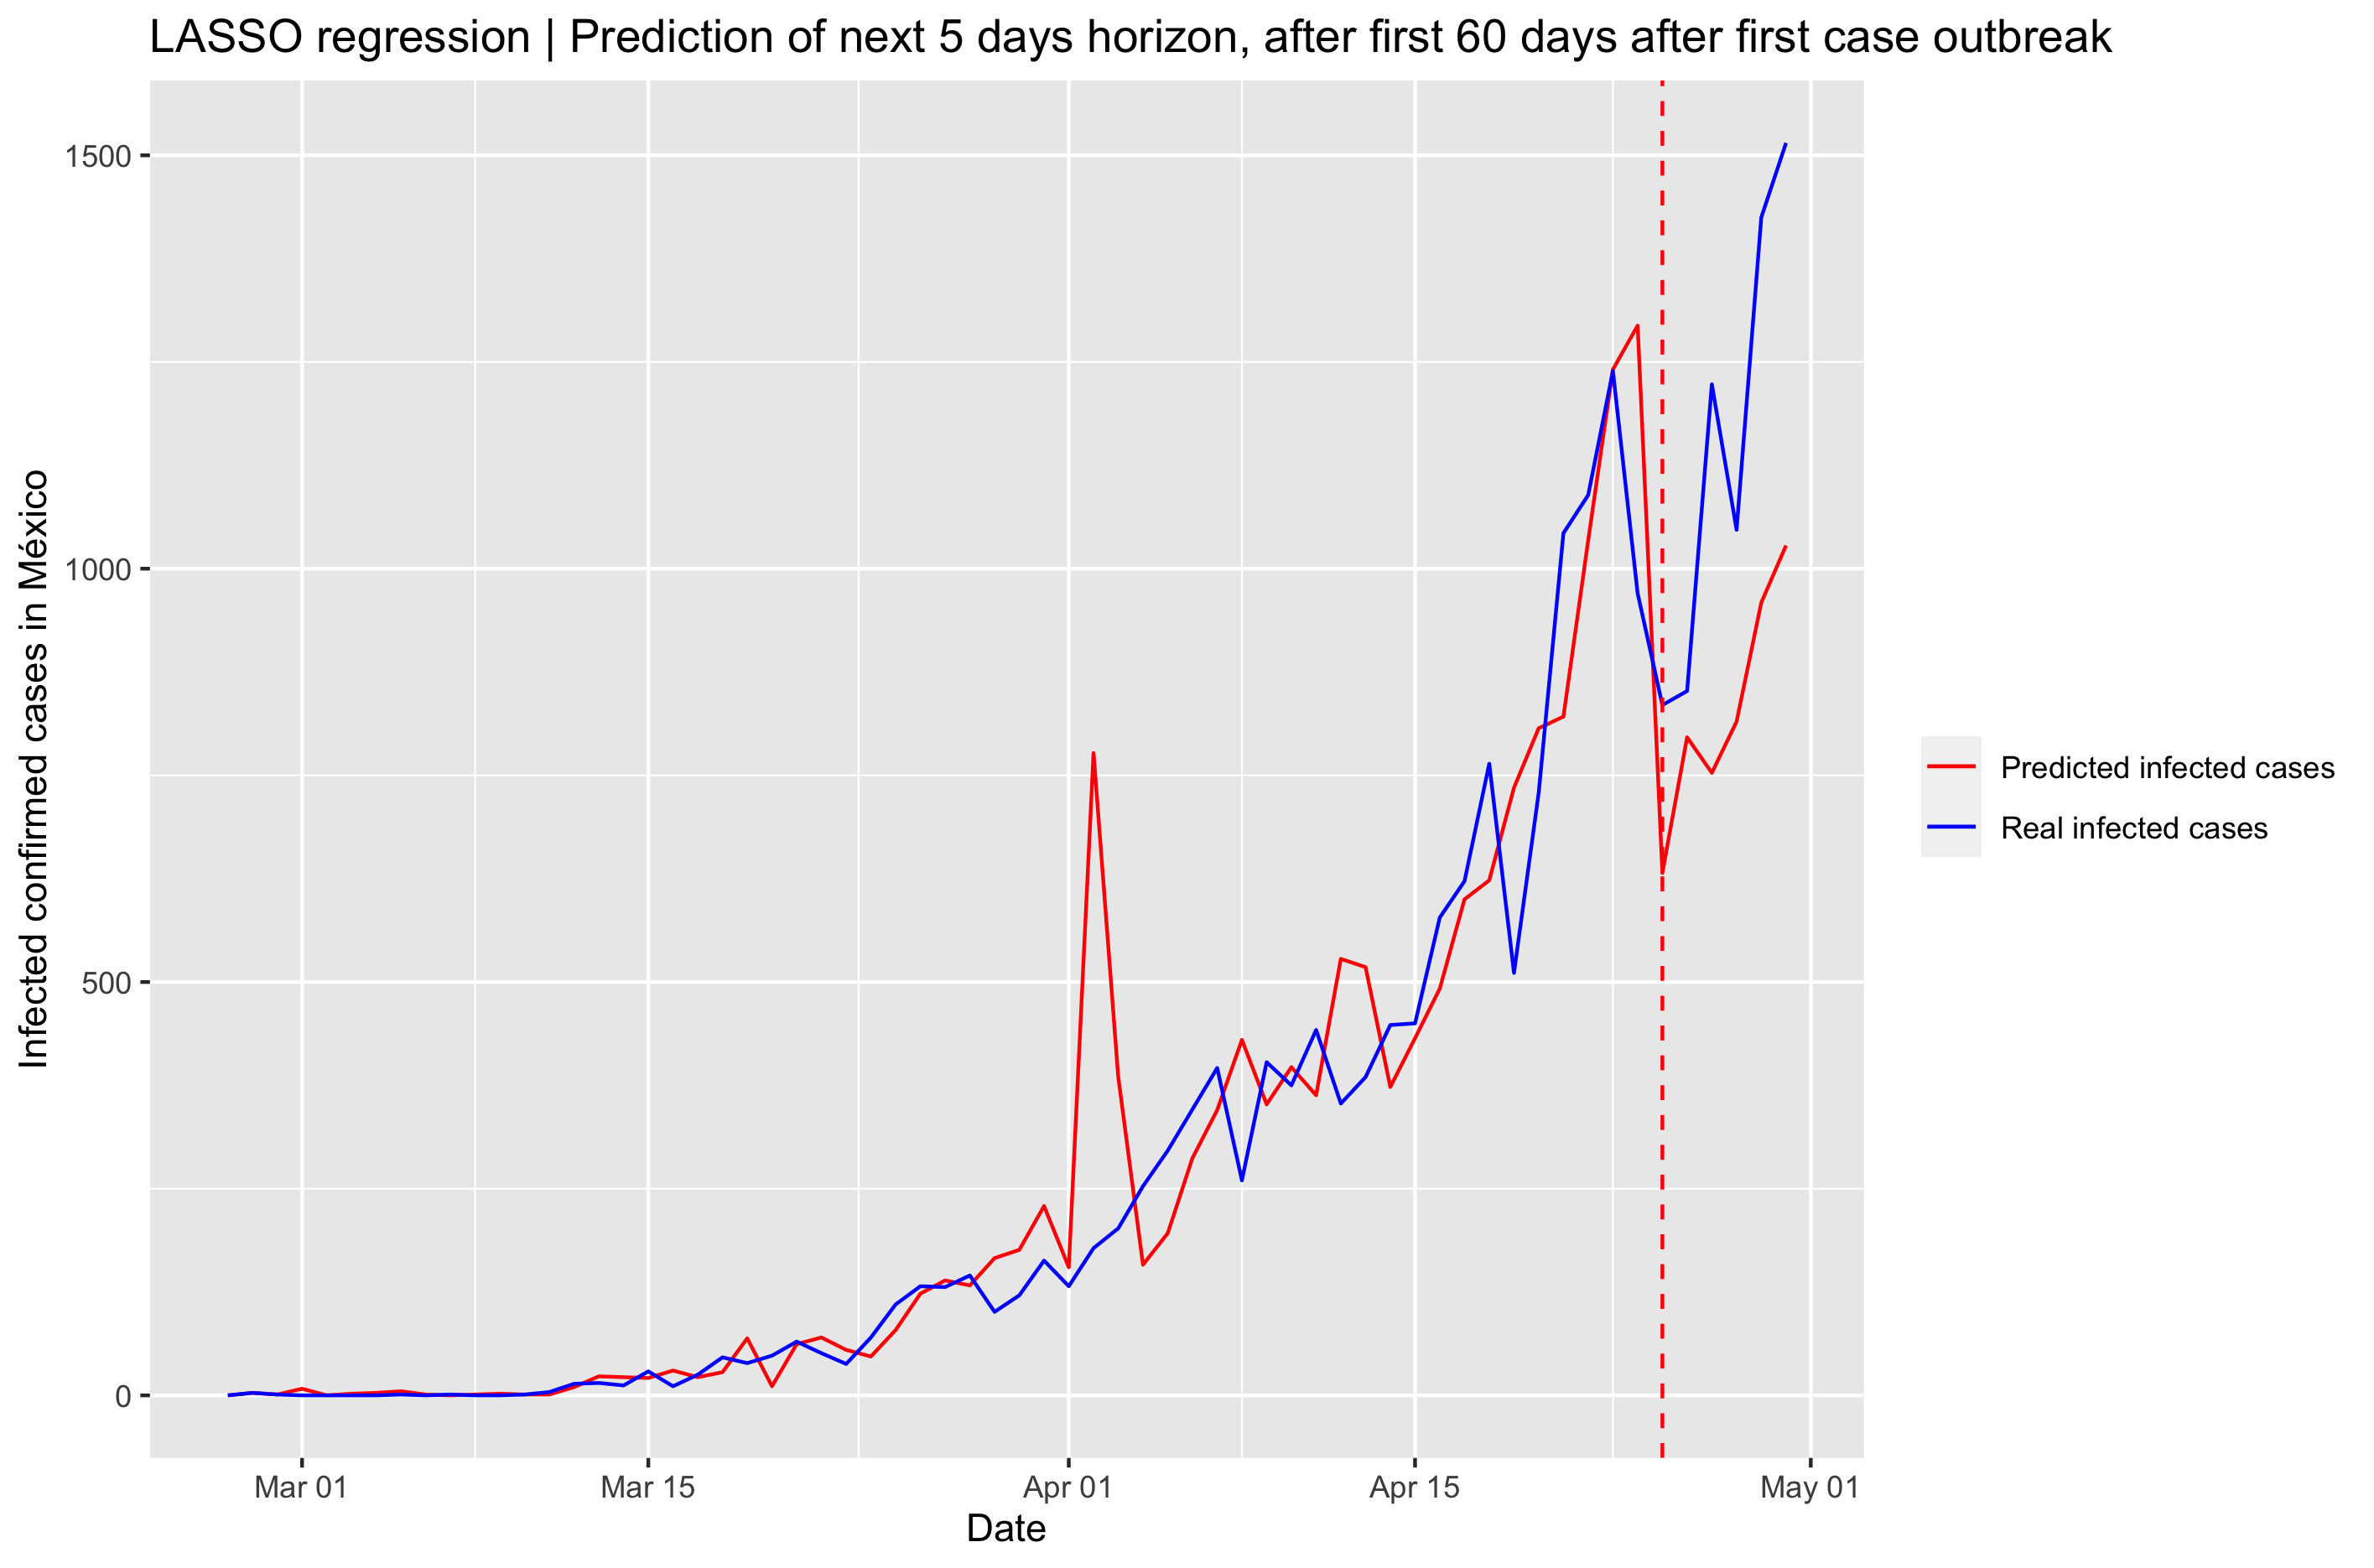 LASSO regression | Prediction of next 5 days horizon, after first 60 days after first case outbreak
Infected confirmed cases in México
1500
1000
500
0
Mar 01
Mar 15
Apr 01
Apr 15
May 01
Date
Predicted infected cases
Real infected cases